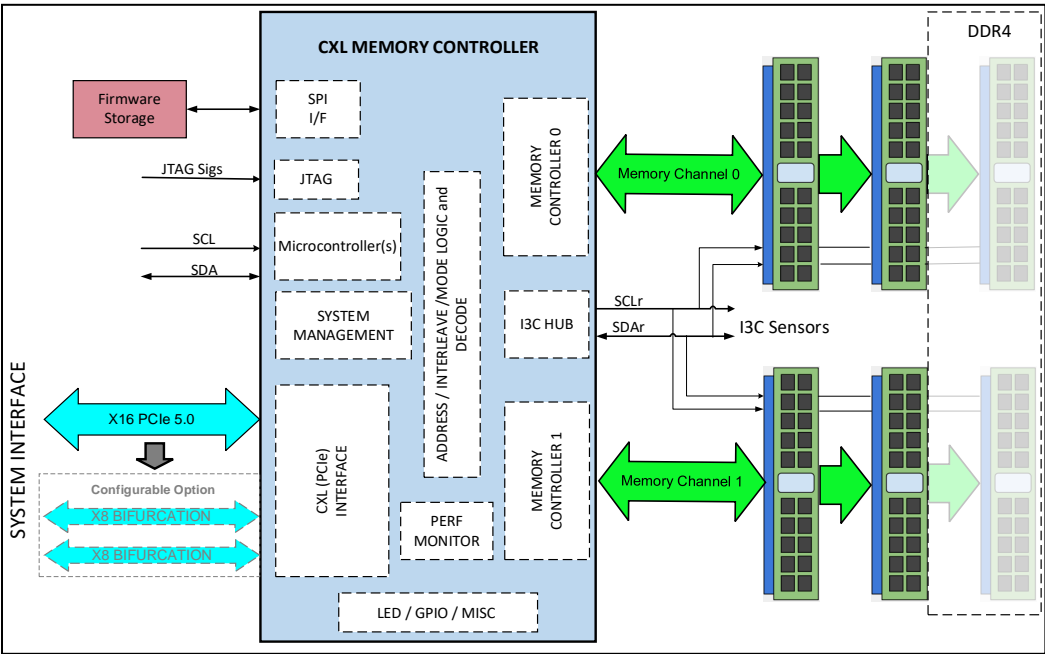 CXL MEMORY CONTROLLER
DDR4
Firmware
Storage
SPI
I/F
JTAG Sigs
JTAG
SCL
SDA
Microcontroller(s)
SYSTEM
MANAGEMENT
ADDRESS / INTERLEAVE /MODE LOGIC and
DECODE
MEMORY
CONTROLLER 0
Memory Channel 0
I3C HUB
SCLr
SDAr
I3C Sensors
SYSTEM INTERFACE
X16 PCIe 5.0
Configurable Option
X8 BIFURCATION
X8 BIFURCATION
CXL (PCIe)
INTERFACE
PERF
MONITOR
MEMORY
CONTROLLER 1
Memory Channel 1
LED / GPIO / MISC